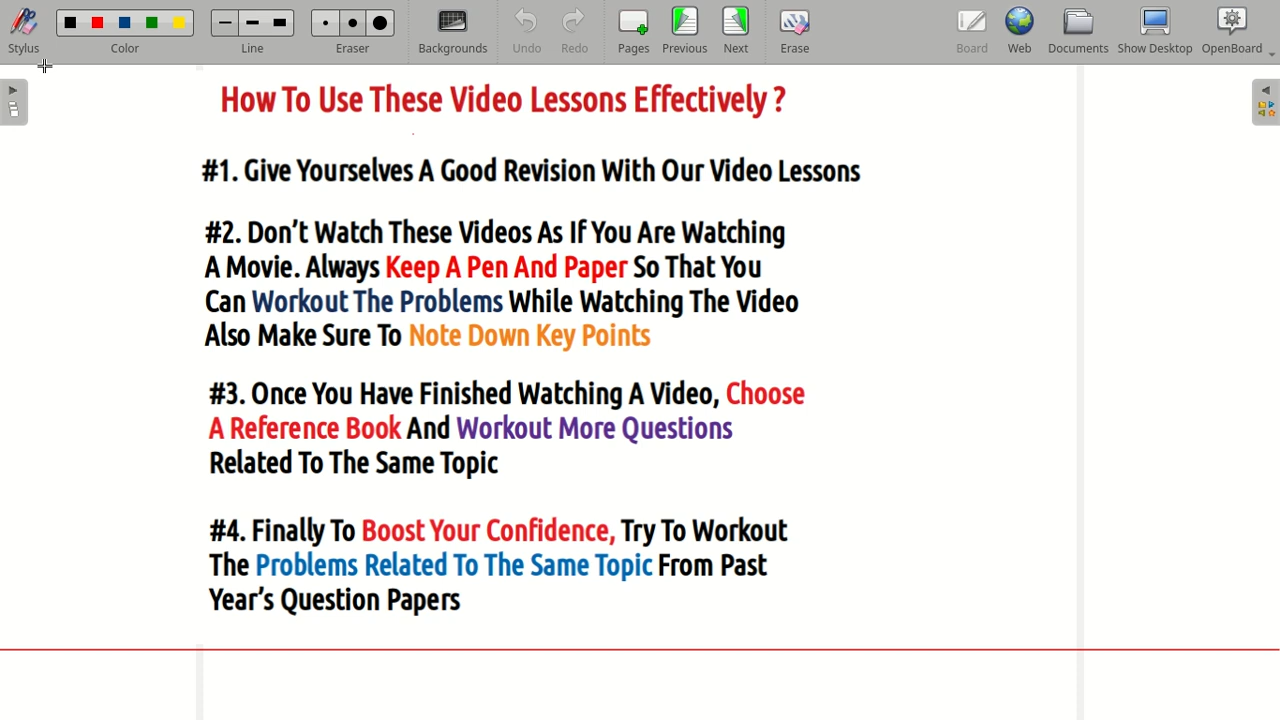 Stylus Color Line Eraser Backgrounds Undo Redo Pages Previous Next Erase Board Web Documents Show Desktop OpenBoard
How To Use These Video Lessons Effectively ?
#1. Give Yourselves A Good Revision With Our Video Lessons
#2. Don’t Watch These Videos As If You Are Watching
A Movie. Always Keep A Pen And Paper So That You
Can Workout The Problems While Watching The Video
Also Make Sure To Note Down Key Points
#3. Once You Have Finished Watching A Video, Choose
A Reference Book And Workout More Questions
Related To The Same Topic
#4. Finally To Boost Your Confidence, Try To Workout
The Problems Related To The Same Topic From Past
Year’s Question Papers